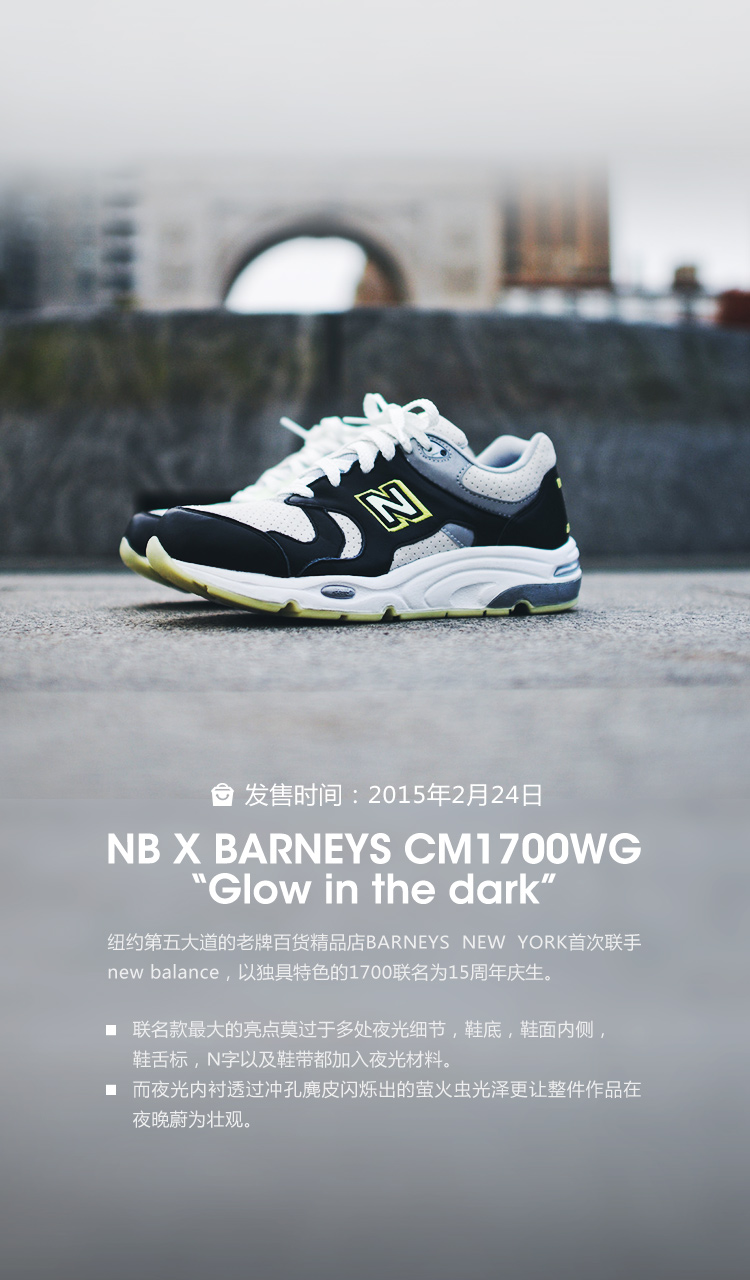 N
发售时间：2015年2月24日
NB X BARNEYS CM1700WG
“Glow in the dark”
纽约第五大道的老牌百货精品店BARNEYS NEW YORK首次联手
new balance，以独具特色的1700联名为15周年庆生。
■ 联名款最大的亮点莫过于多处夜光细节，鞋底，鞋面内侧，
鞋舌标，N字以及鞋带都加入夜光材料。
■ 而夜光内衬透过冲孔麂皮闪烁出的萤火虫光泽更让整件作品在
夜晚蔚为壮观。